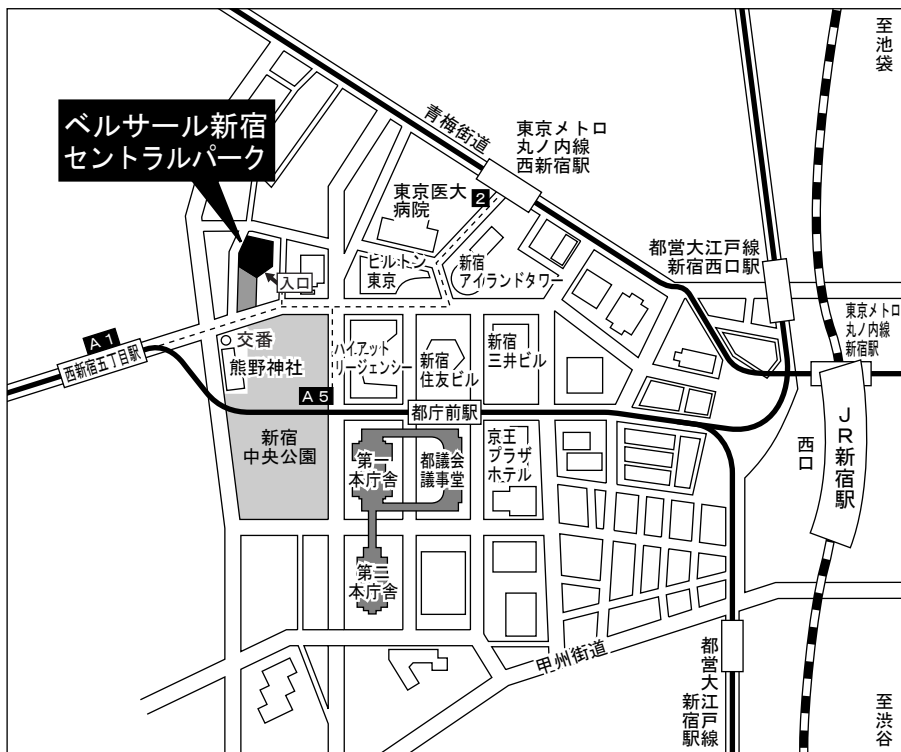 至池袋
青梅街道
東京メトロ
丸ノ内線
西新宿駅
ベルサール新宿
セントラルパーク
東京医大
病院
2
都営大江戸線
新宿西口駅
ヒルトン
東京
新宿
アイランドタワー
入口
東京メトロ
丸ノ内線
新宿駅
A1
西新宿五丁目駅
交番
熊野神社
ハイアット
リージェンシー
新宿
住友ビル
新宿
三井ビル
A5
都庁前駅
新宿
中央公園
第一
本庁舎
都議会
議事堂
京王
プラザ
ホテル
西口
JR新宿駅
第二
本庁舎
甲州街道
都営大江戸線
新宿駅
至渋谷